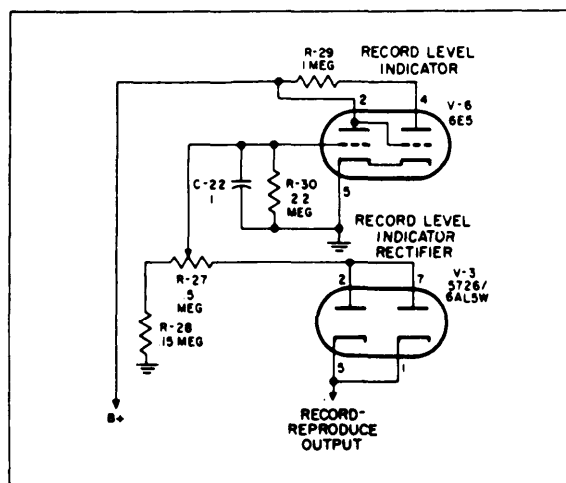 R-29
1 MEG
RECORD LEVEL
INDICATOR
2
4
V-6
6E5
C-22
1
R-30
2.2
MEG
5
RECORD LEVEL
INDICATOR
RECTIFIER
R-27
.5
MEG
2
7
V-3
5726/
6AL5W
R-28
.15 MEG
5
1
B+
RECORD-
REPRODUCE
OUTPUT